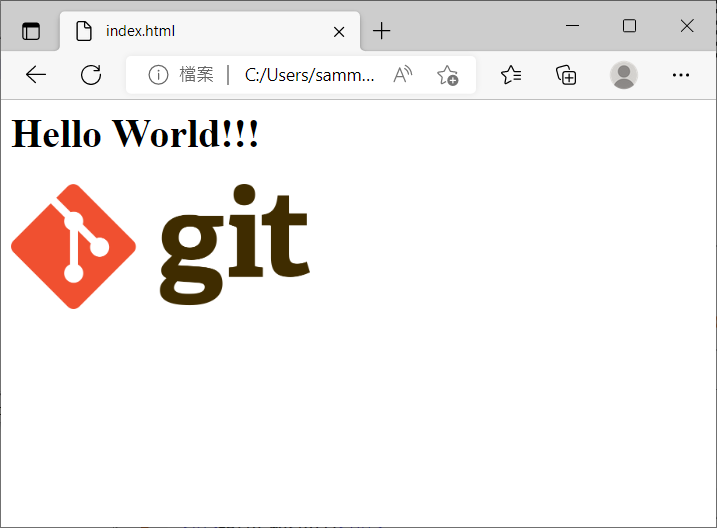 index.html
檔案 | C:/Users/samm...
Hello World!!!
git